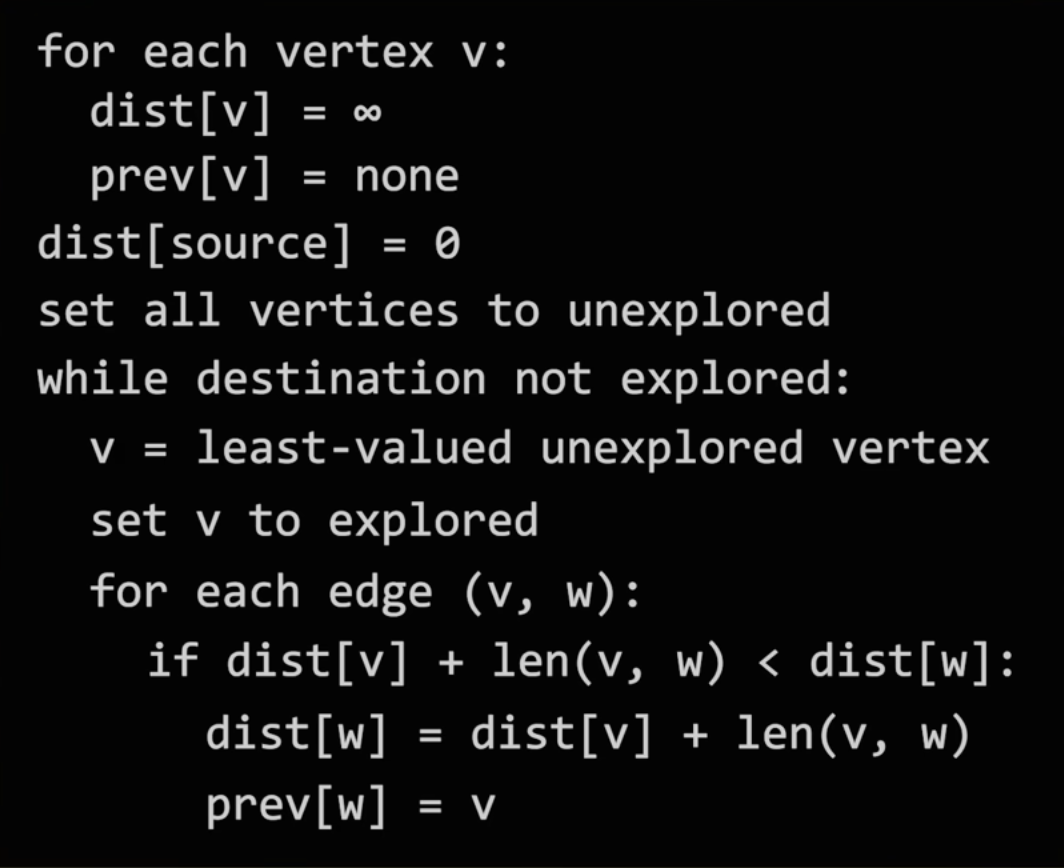 for each vertex v:
  dist[v] = ∞
  prev[v] = none
dist[source] = 0
set all vertices to unexplored
while destination not explored:
  v = least-valued unexplored vertex
  set v to explored
  for each edge (v, w):
    if dist[v] + len(v, w) < dist[w]:
      dist[w] = dist[v] + len(v, w)
      prev[w] = v